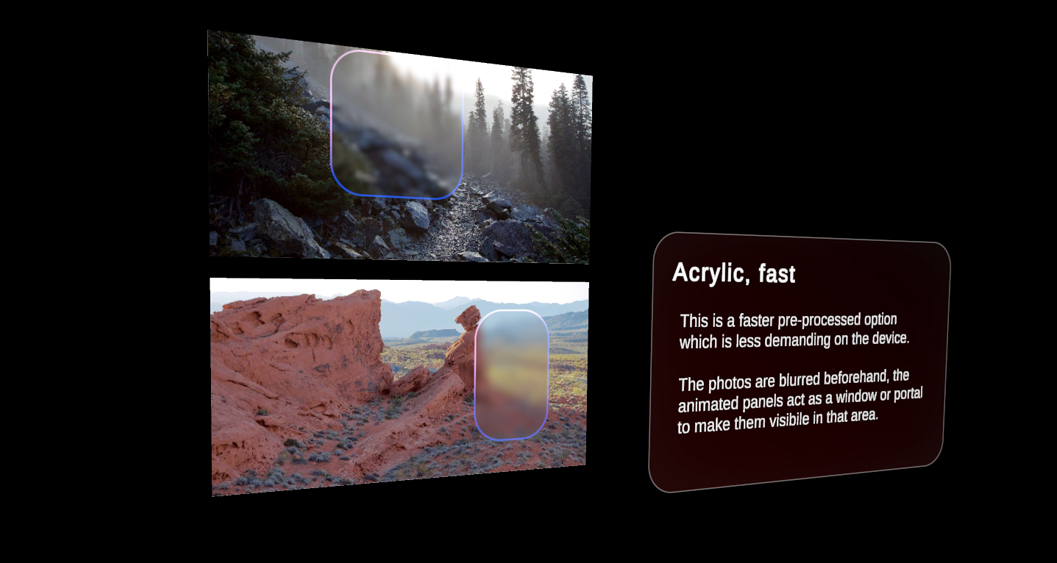 Acrylic, fast
This is a faster pre-processed option
which is less demanding on the device.
The photos are blurred beforehand, the
animated panels act as a window or portal
to make them visibile in that area.